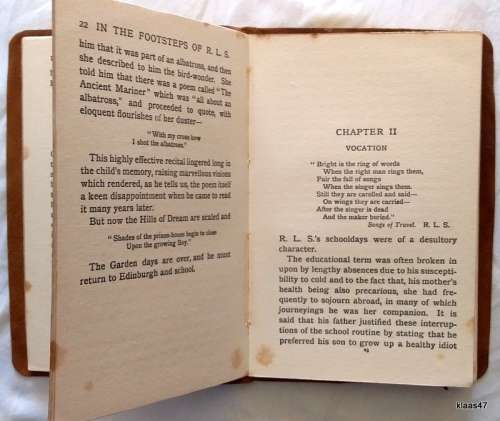 22 IN THE FOOTSTEPS OF R. L. S.
him that it was part of an albatross, and then
she described to him the bird-wonder. She
told him that there was a poem called "The
Ancient Mariner" which was "all about an
albatross," and proceeded to quote, with
eloquent flourishes of her duster—
"With my cross bow
I shot the albatross."
This highly effective recital lingered long in
the child's memory, raising marvellous visions
which rendered, as he tells us, the poem itself
a keen disappointment when he came to read
it many years later.
But now the Hills of Dream are scaled and
"Shades of the prison-house begin to close
Upon the growing Boy."
The Garden days are over, and he must
return to Edinburgh and school.
CHAPTER II
VOCATION
"Bright is the ring of words
When the right man rings them,
Fair the fall of songs
When the singer sings them.
Still they are carolled and said—
On wings they are carried—
After the singer is dead
And the maker buried."
Songs of Travel. R. L. S.
R. L. S.'s schooldays were of a desultory
character.
The educational term was often broken in
upon by lengthy absences due to his suscepti-
bility to cold and to the fact that, his mother's
health being also precarious, she had fre-
quently to sojourn abroad, in many of which
journeyings he was her companion. It is
said that his father justified these interrup-
tions of the school routine by stating that he
preferred his son to grow up a healthy idiot
klaas47